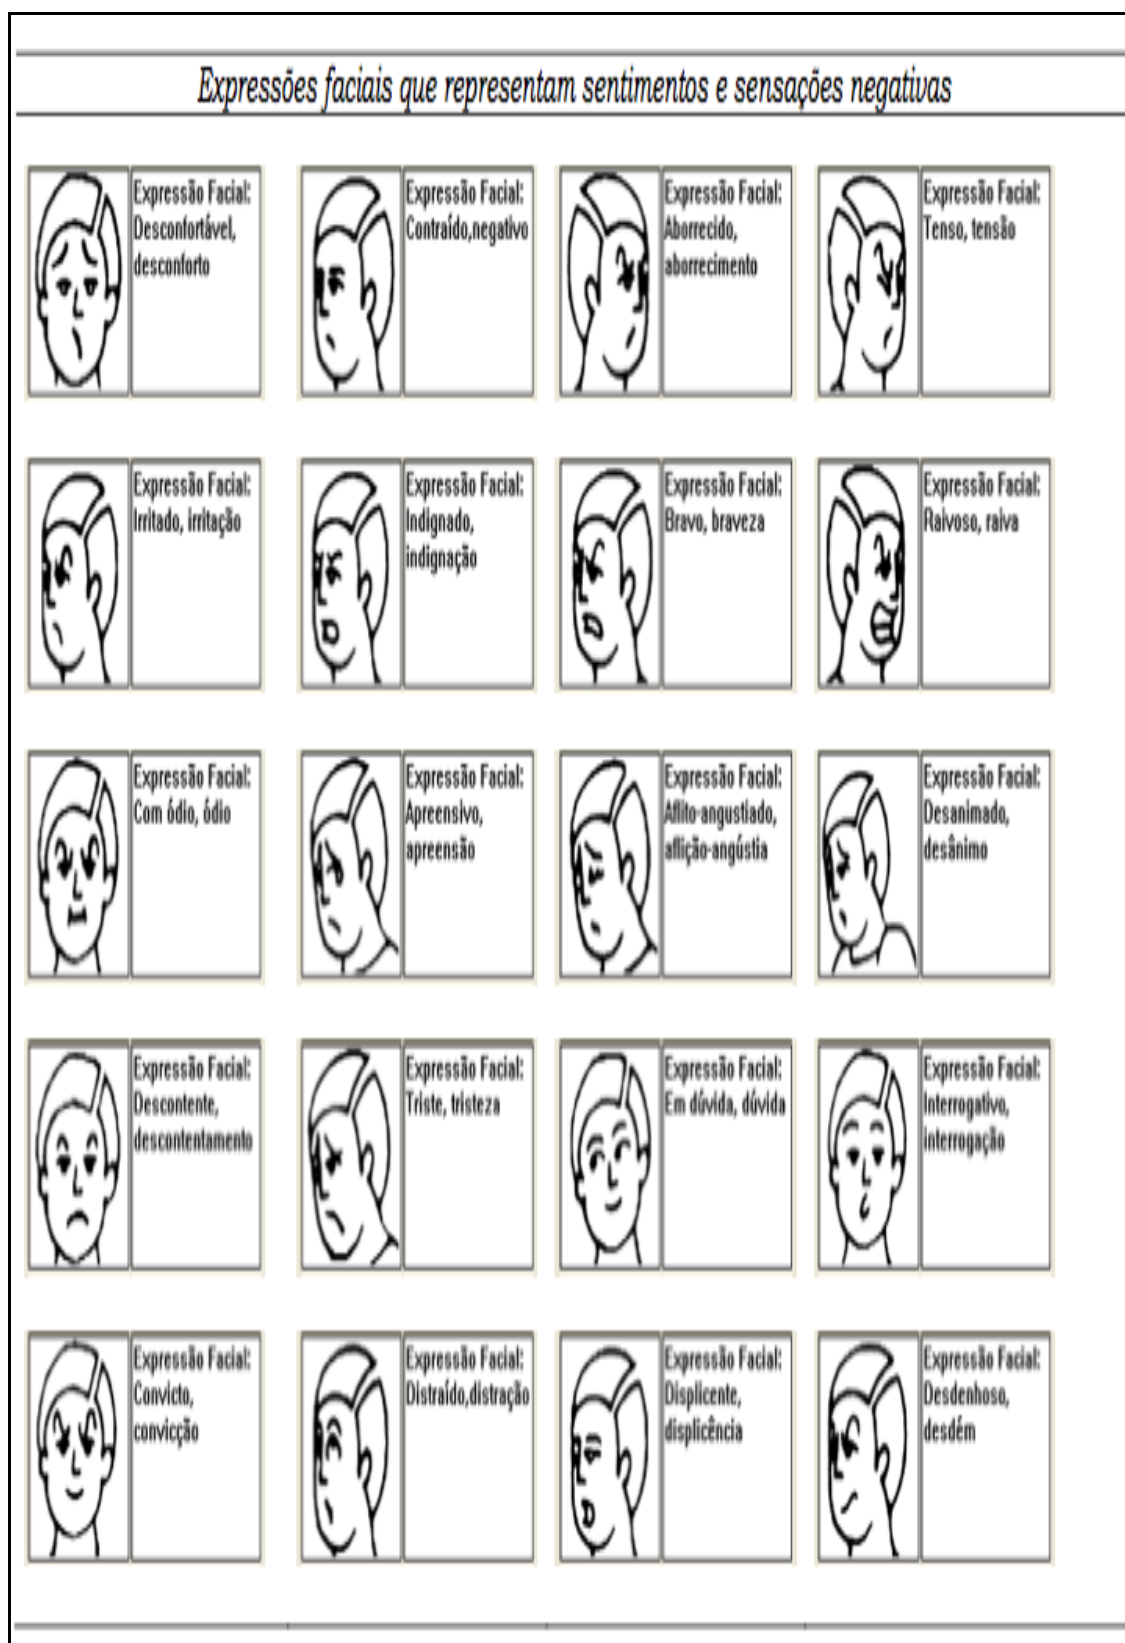 Expressões faciais que representam sentimentos e sensações negativas
Expressão Facial:
Desconfortável,
desconforto
Expressão Facial:
Contraído,negativo
Expressão Facial:
Aborrecido,
aborrecimento
Expressão Facial:
Tenso, tensão
Expressão Facial:
Irritado, irritação
Expressão Facial:
Indignado,
indignação
Expressão Facial:
Bravo, braveza
Expressão Facial:
Raivoso, raiva
Expressão Facial:
Com ódio, ódio
Expressão Facial:
Apreensivo,
apreensão
Expressão Facial:
Aflito-angustiado,
aflição-angústia
Expressão Facial:
Desanimado,
desânimo
Expressão Facial:
Descontente,
descontentamento
Expressão Facial:
Triste, tristeza
Expressão Facial:
Em dúvida, dúvida
Expressão Facial:
Interrogativo,
interrogação
Expressão Facial:
Convicto,
convicção
Expressão Facial:
Distraído,distração
Expressão Facial:
Displicente,
displicência
Expressão Facial:
Desdenhoso,
desdém